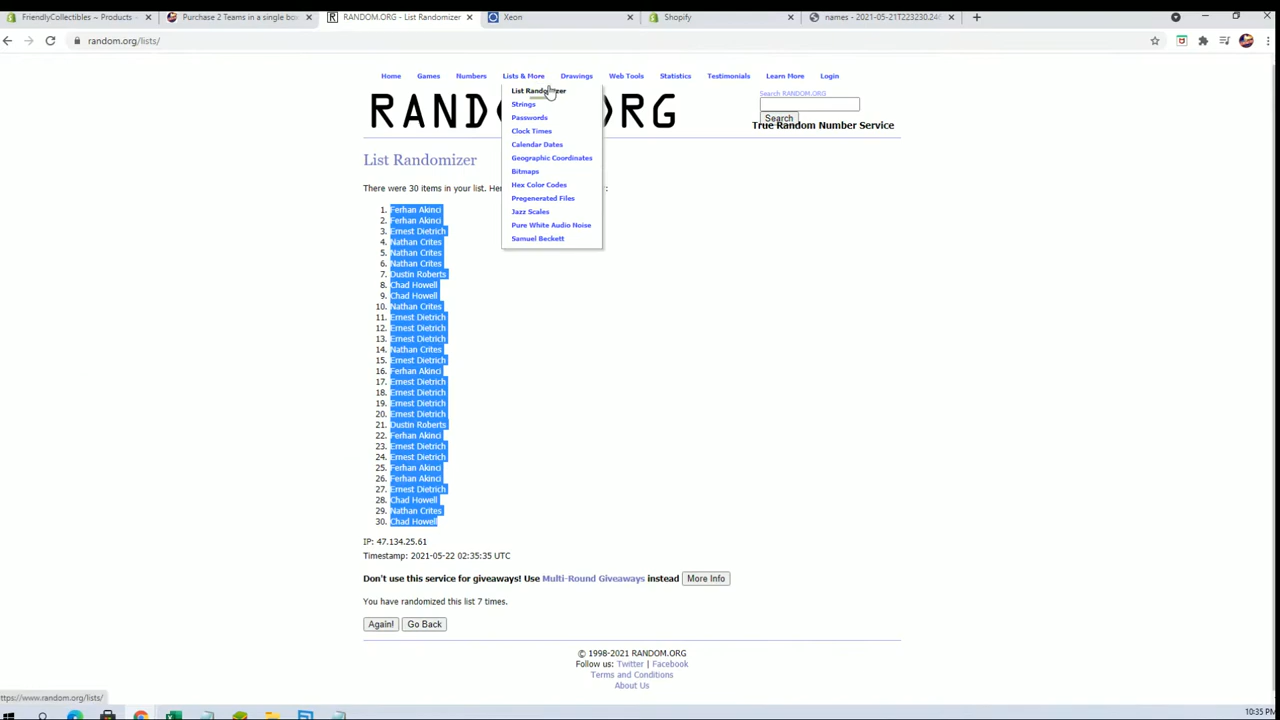 FriendlyCollectibles ~ Products ~
Purchase 2 Teams in a single bo
RANDOM.ORG - List Randomizer
Xeon
Shopify
names - 2021-05-21T223230.24
random.org/lists/
Home Games Numbers Lists & More Drawings Web Tools Statistics Testimonials Learn More Login
Search RANDOM.ORG
Search
True Random Number Service
List Randomizer
Strings
Passwords
Clock Times
Calendar Dates
Geographic Coordinates
Bitmaps
Hex Color Codes
Pregenerated Files
Jazz Scales
Pure White Audio Noise
Samuel Beckett
List Randomizer
There were 30 items in your list. He
1. Ferhan Akinci
2. Ferhan Akinci
3. Ernest Dietrich
4. Nathan Crites
5. Nathan Crites
6. Nathan Crites
7. Dustin Roberts
8. Chad Howell
9. Chad Howell
10. Nathan Crites
11. Ernest Dietrich
12. Ernest Dietrich
13. Ernest Dietrich
14. Nathan Crites
15. Ernest Dietrich
16. Ferhan Akinci
17. Ernest Dietrich
18. Ernest Dietrich
19. Ernest Dietrich
20. Ernest Dietrich
21. Dustin Roberts
22. Ferhan Akinci
23. Ernest Dietrich
24. Ernest Dietrich
25. Ferhan Akinci
26. Ferhan Akinci
27. Ernest Dietrich
28. Chad Howell
29. Nathan Crites
30. Chad Howell
IP: 47.134.25.61
Timestamp: 2021-05-22 02:35:35 UTC
Don't use this service for giveaways! Use Multi-Round Giveaways instead More Info
You have randomized this list 7 times.
Again! Go Back
© 1998-2021 RANDOM.ORG
Follow us: Twitter | Facebook
Terms and Conditions
About Us
ttps://www.random.org/lists/
10:35 PM